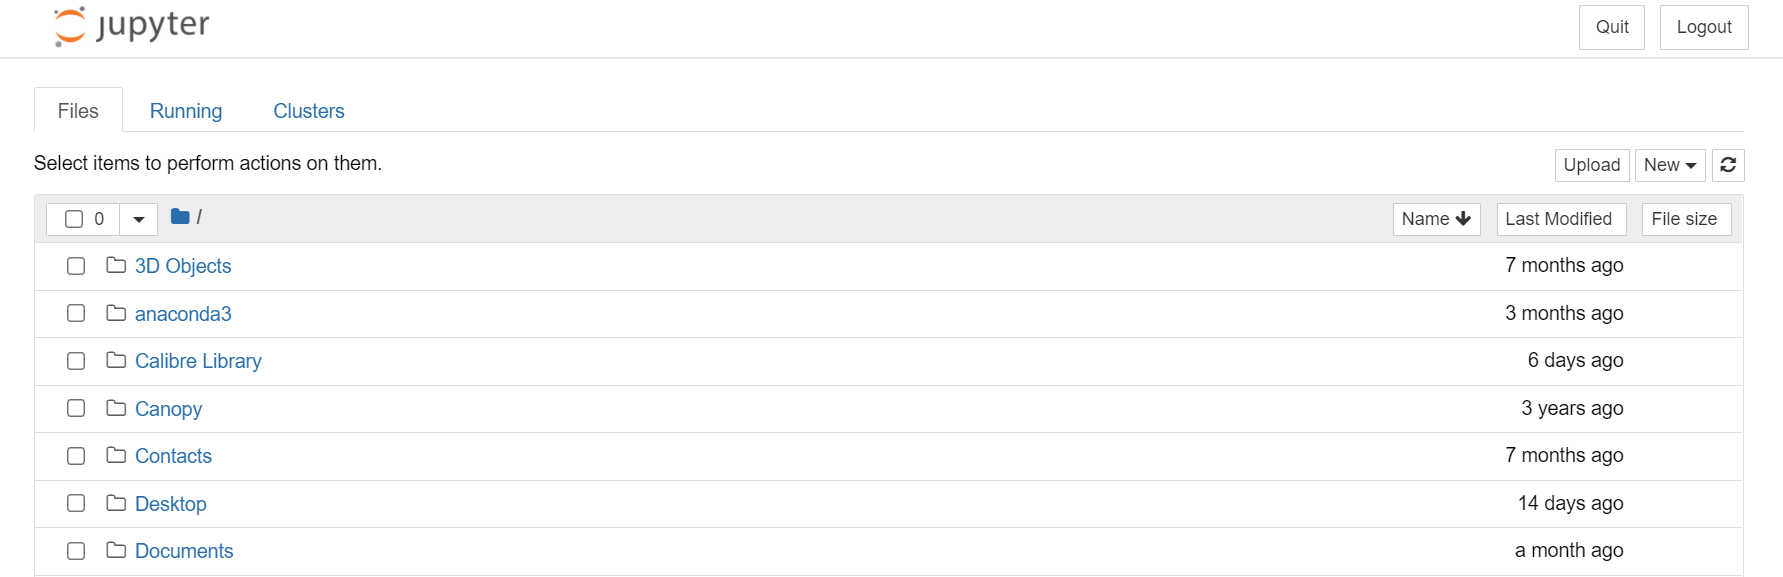 jupyter
Quit Logout
Files Running Clusters
Select items to perform actions on them.
Upload New
0 / Name Last Modified File size
3D Objects 7 months ago
anaconda3 3 months ago
Calibre Library 6 days ago
Canopy 3 years ago
Contacts 7 months ago
Desktop 14 days ago
Documents a month ago